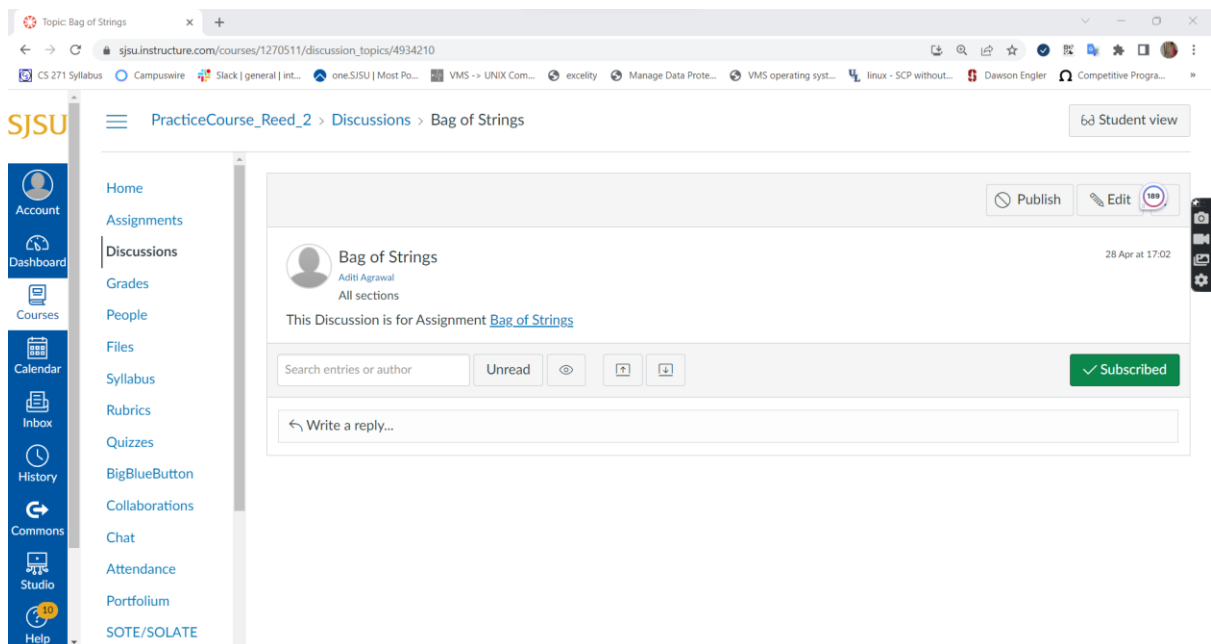 Topic: Bag of Strings
sjsu.instructure.com/courses/1270511/discussion_topics/4934210
CS 271 Syllabus Campuswire Slack | general | int... one.SJSU | Most Po... VMS -> UNIX Com... excelity Manage Data Prote... VMS operating syst... linux - SCP without... Dawson Engler Competitive Progra... »
SJSU
PracticeCourse_Reed_2 > Discussions > Bag of Strings
Student view
Account
Dashboard
Courses
Calendar
Inbox
History
Commons
Studio
10
Help
Home
Assignments
Discussions
Grades
People
Files
Syllabus
Rubrics
Quizzes
BigBlueButton
Collaborations
Chat
Attendance
Portfolium
SOTE/SOLATE
Publish Edit 189
Bag of Strings
28 Apr at 17:02
Aditi Agrawal
All sections
This Discussion is for Assignment Bag of Strings
Search entries or author Unread Subscribed
Write a reply...